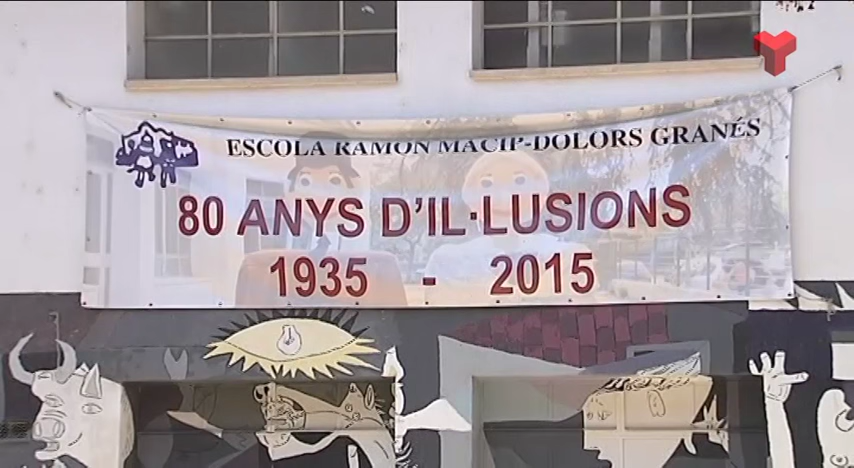 ESCOLA RAMON MACIP-DOLORS GRANÉS
80 ANYS D'IL·LUSIONS
1935 - 2015